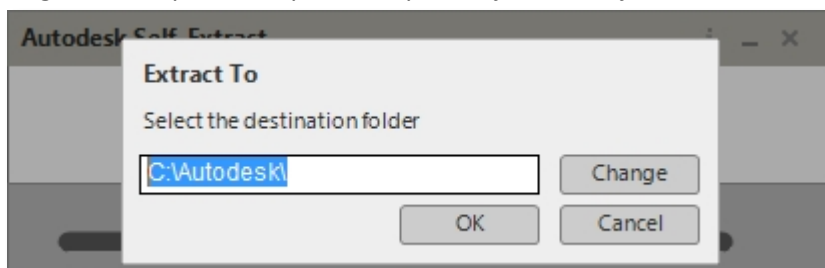 Autodesk Self-Extract
Extract To
Select the destination folder
C:\Autodesk\
Change
OK
Cancel